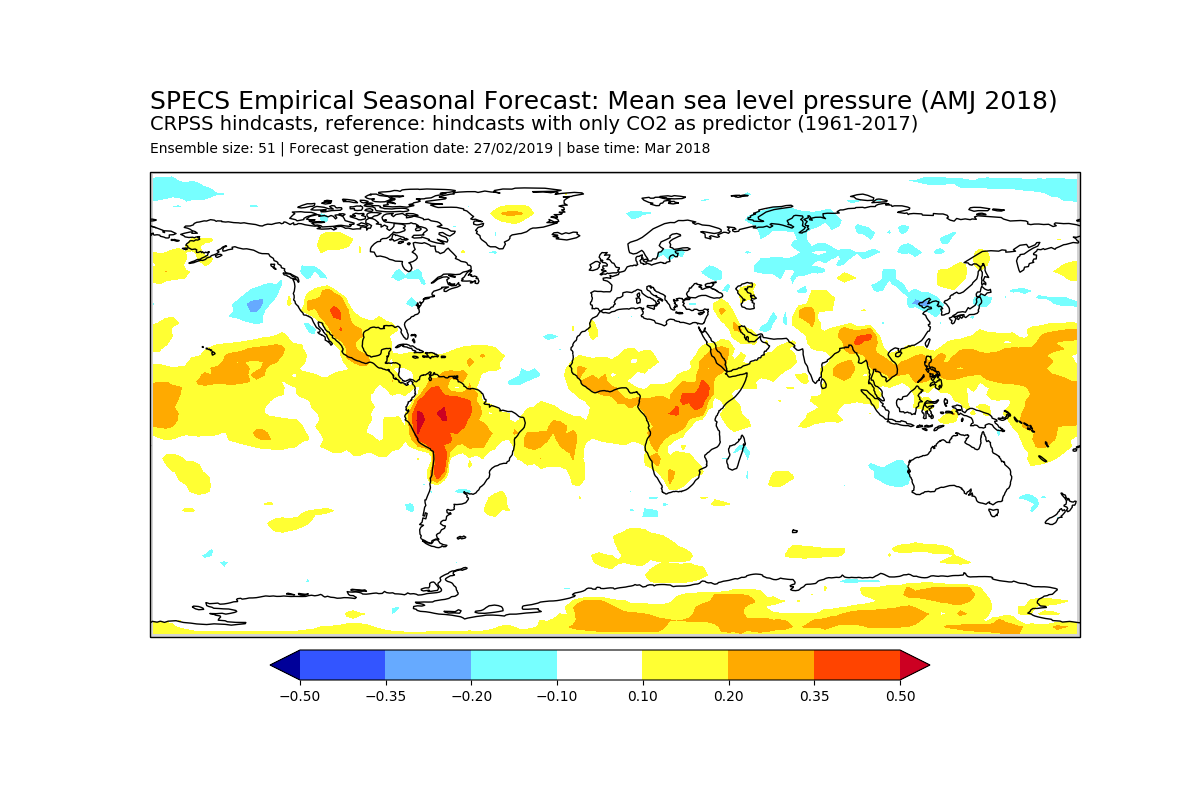 SPECS Empirical Seasonal Forecast: Mean sea level pressure (AMJ 2018)
CRPSS hindcasts, reference: hindcasts with only CO2 as predictor (1961-2017)
Ensemble size: 51 | Forecast generation date: 27/02/2019 | base time: Mar 2018
−0.50 −0.35 −0.20 −0.10 0.10 0.20 0.35 0.50